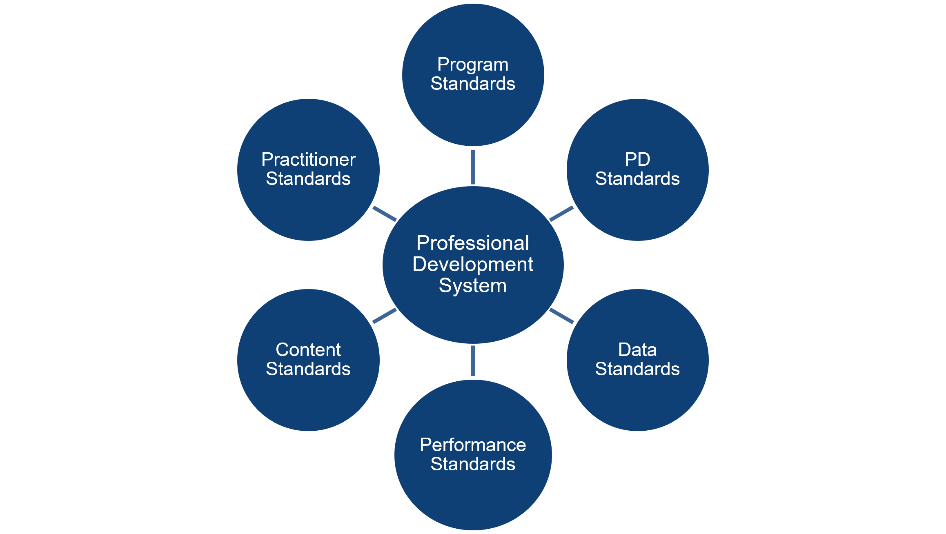 Program
Standards
Practitioner
Standards
PD
Standards
Professional
Development
System
Content
Standards
Data
Standards
Performance
Standards